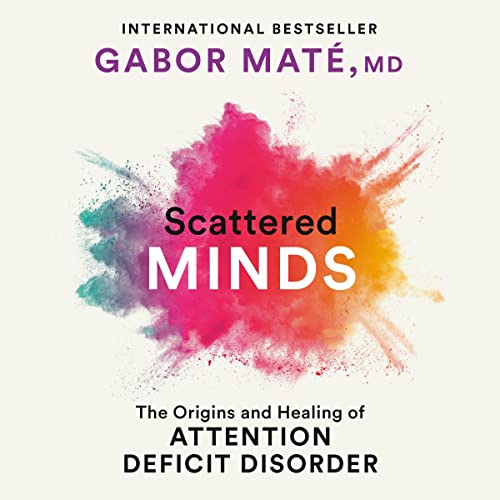 INTERNATIONAL BESTSELLER
GABOR MATÉ, MD
Scattered
MINDS
The Origins and Healing of
ATTENTION
DEFICIT DISORDER